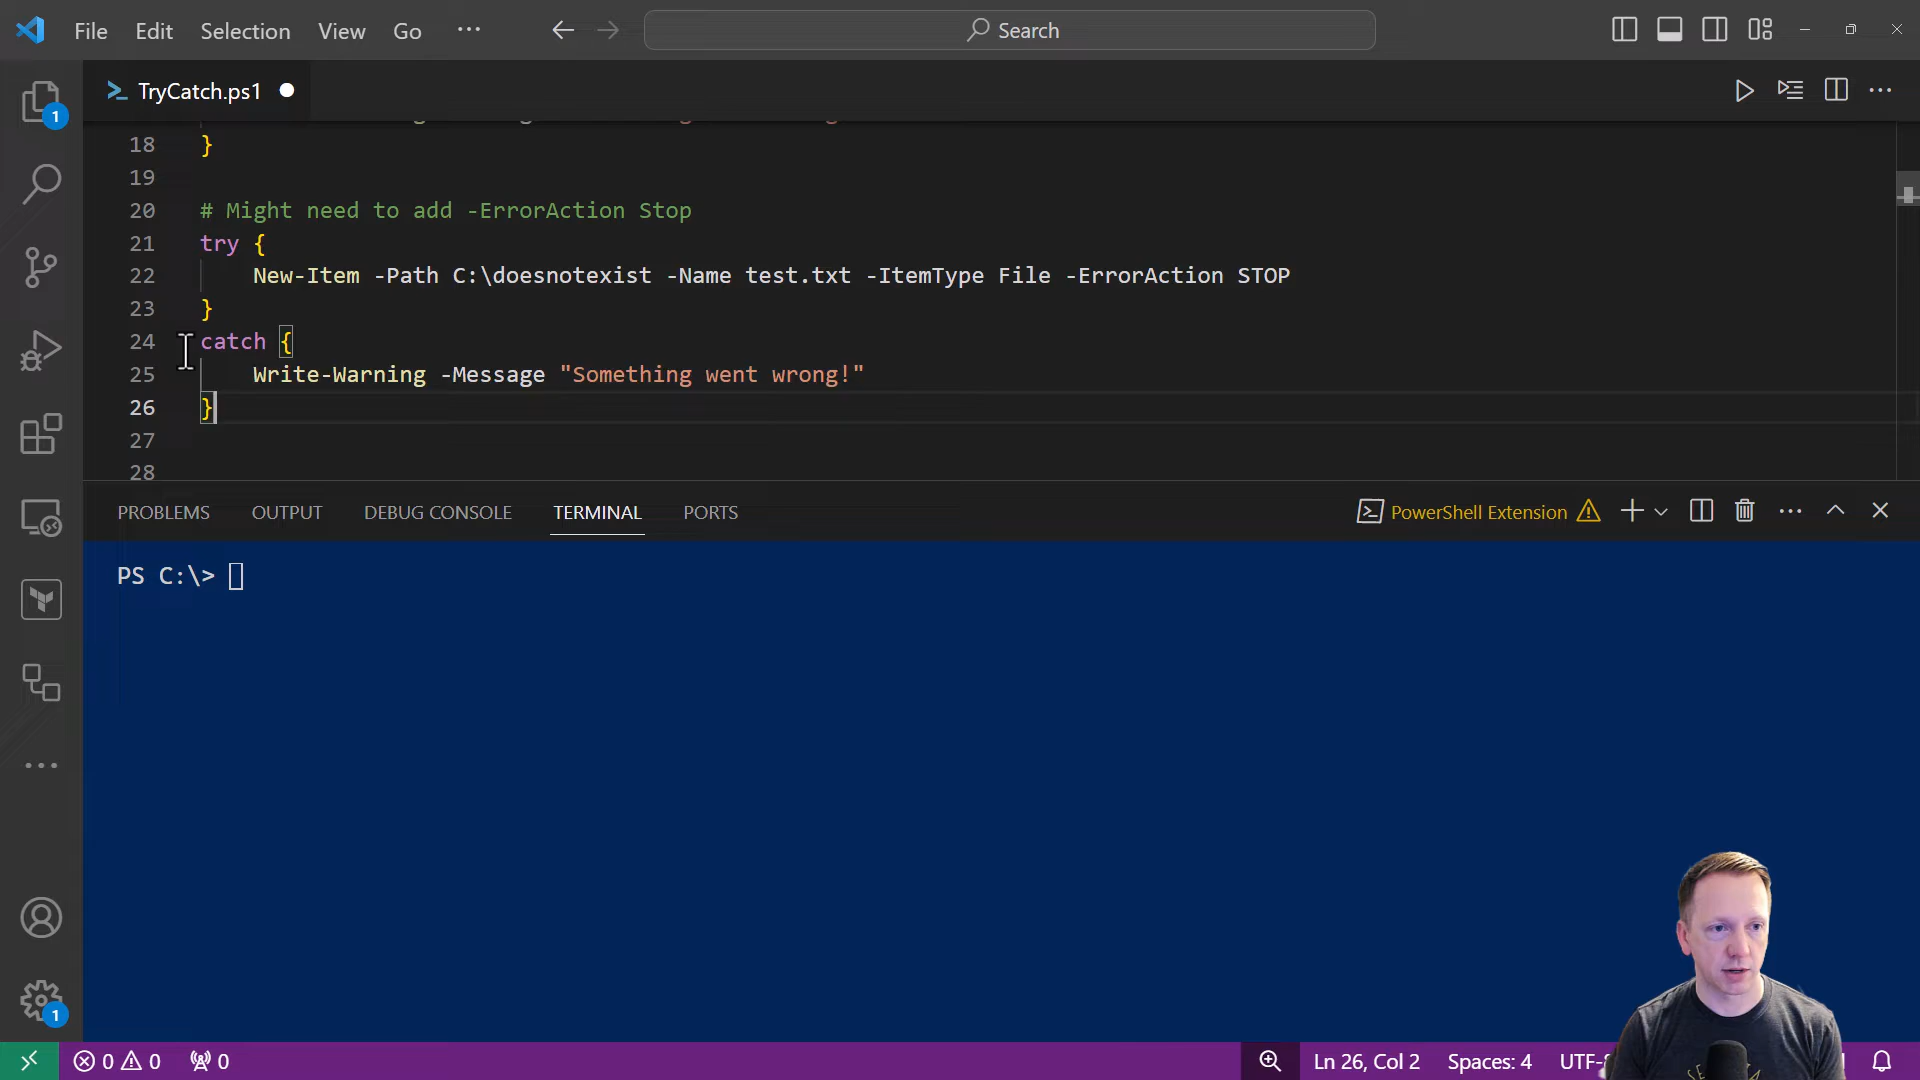 File Edit Selection View Go ··· Search
TryCatch.ps1
1
18 }
19
20 # Might need to add -ErrorAction Stop
21 try {
22 New-Item -Path C:\doesnotexist -Name test.txt -ItemType File -ErrorAction STOP
23 }
24 catch {
25 Write-Warning -Message "Something went wrong!"
26 }
27
28
PROBLEMS OUTPUT DEBUG CONSOLE TERMINAL PORTS PowerShell Extension
PS C:\>
1
0 0 0 Ln 26, Col 2 Spaces: 4